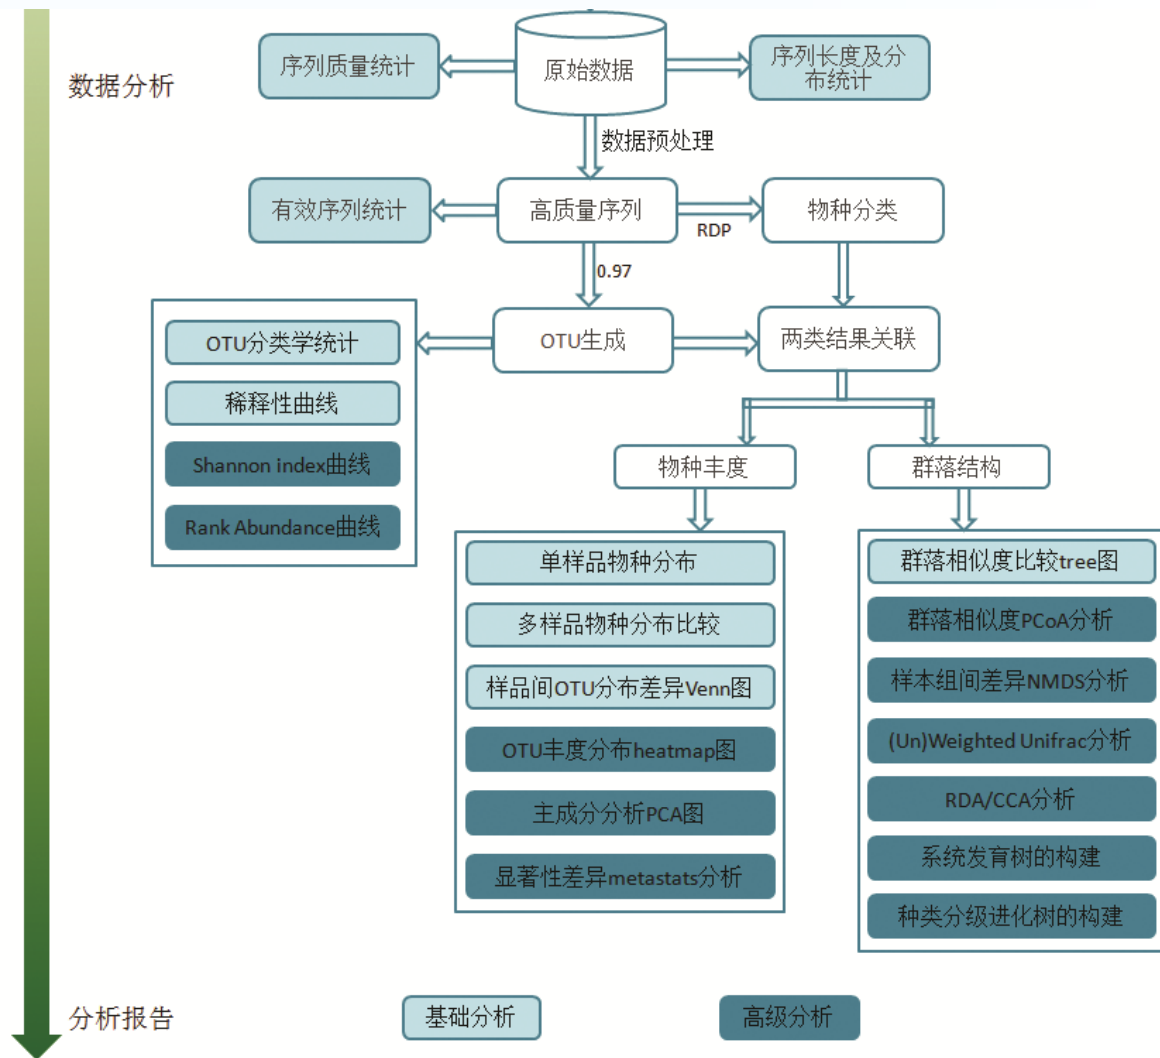 数据分析
序列质量统计
原始数据
序列长度及分
布统计
数据预处理
有效序列统计
高质量序列
RDP
物种分类
0.97
OTU生成
两类结果关联
OTU分类学统计
稀释性曲线
Shannon index曲线
Rank Abundance曲线
物种丰度
群落结构
单样品物种分布
多样品物种分布比较
样品间OTU分布差异Venn图
OTU丰度分布heatmap图
主成分分析PCA图
显著性差异metastats分析
群落相似度比较tree图
群落相似度PCoA分析
样本组间差异NMDS分析
(Un)Weighted Unifrac分析
RDA/CCA分析
系统发育树的构建
种类分级进化树的构建
分析报告
基础分析
高级分析